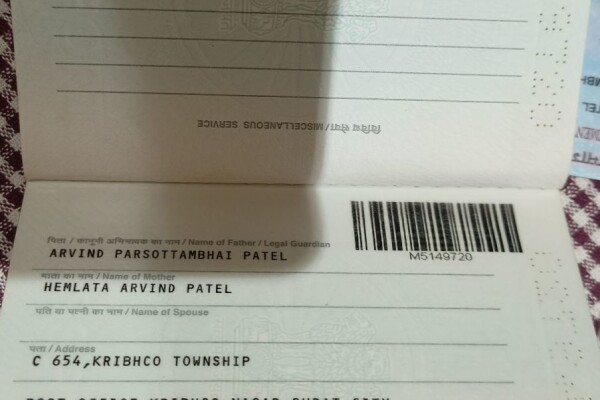 विविध सेवा / MISCELLANEOUS SERVICE
पिता / कानूनी अभिभावक का नाम / Name of Father / Legal Guardian
ARVIND PARSOTTAMBHAI PATEL
M5149720
माता का नाम / Name of Mother
HEMLATA ARVIND PATEL
पति या पत्नी का नाम / Name of Spouse
पता / Address
C 654,KRIBHCO TOWNSHIP